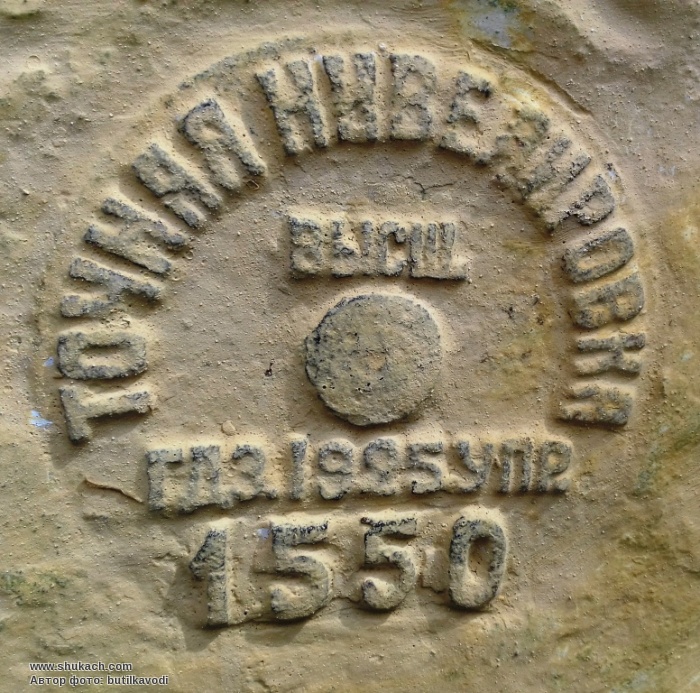 ТОЧНАЯ НИВЕЛИРОВКА
ВЫСШ
ГДЗ. 1925 УПР.
1550
www.shukach.com
Автор фото: butilkavodi